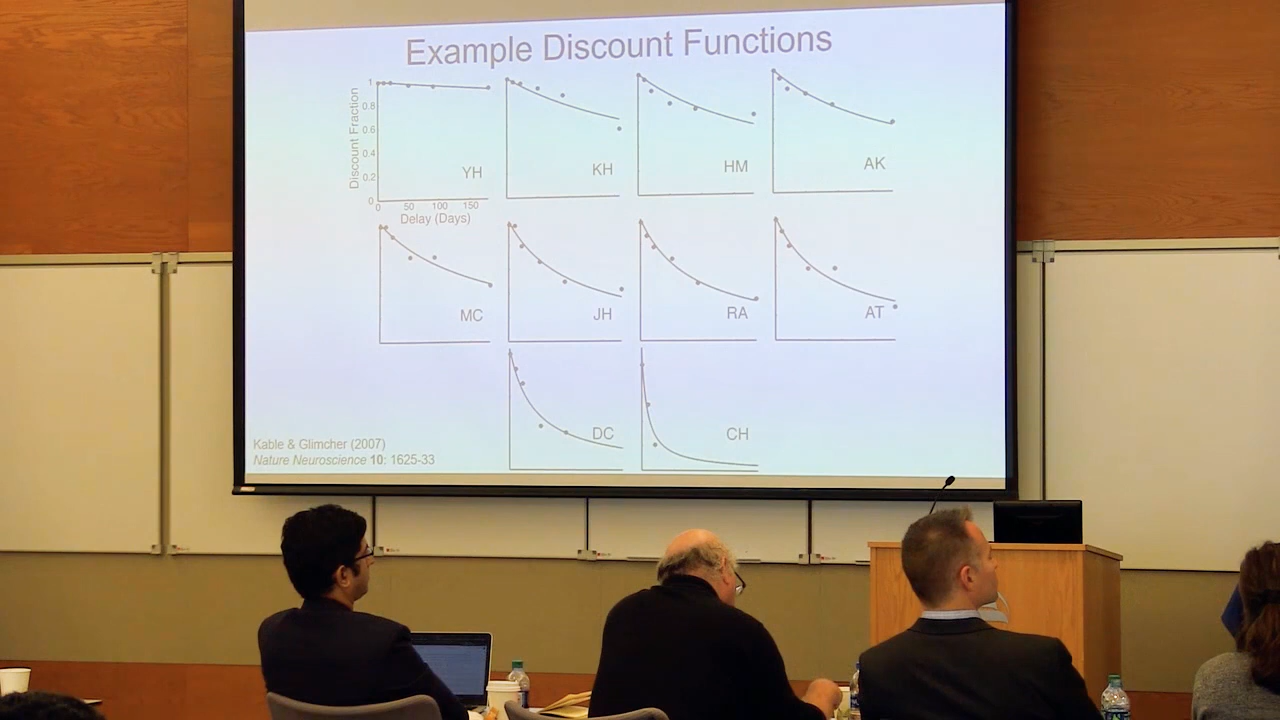 Example Discount Functions
Discount Fraction
1
0.8
0.6
0.4
0.2
0
0 50 100 150
Delay (Days)
YH
KH
HM
AK
MC
JH
RA
AT
DC
CH
Kable & Glimcher (2007)
Nature Neuroscience 10: 1625-33